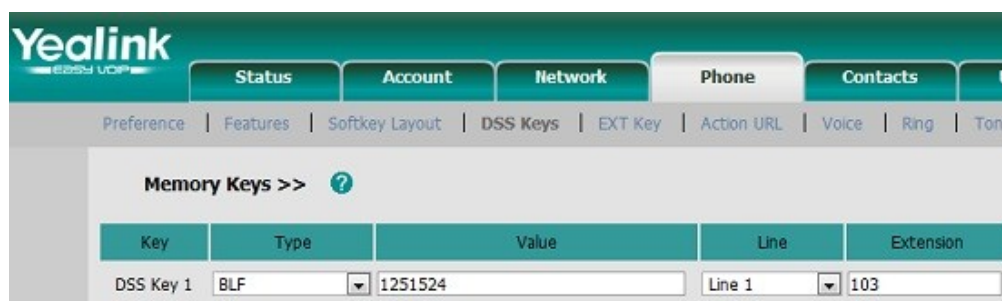 Yealink
EASY VOIP
Status Account Network Phone Contacts
Preference | Features | Softkey Layout | DSS Keys | EXT Key | Action URL | Voice | Ring | Ton
Memory Keys >> ?
Key Type Value Line Extension
DSS Key 1 BLF 1251524 Line 1 103